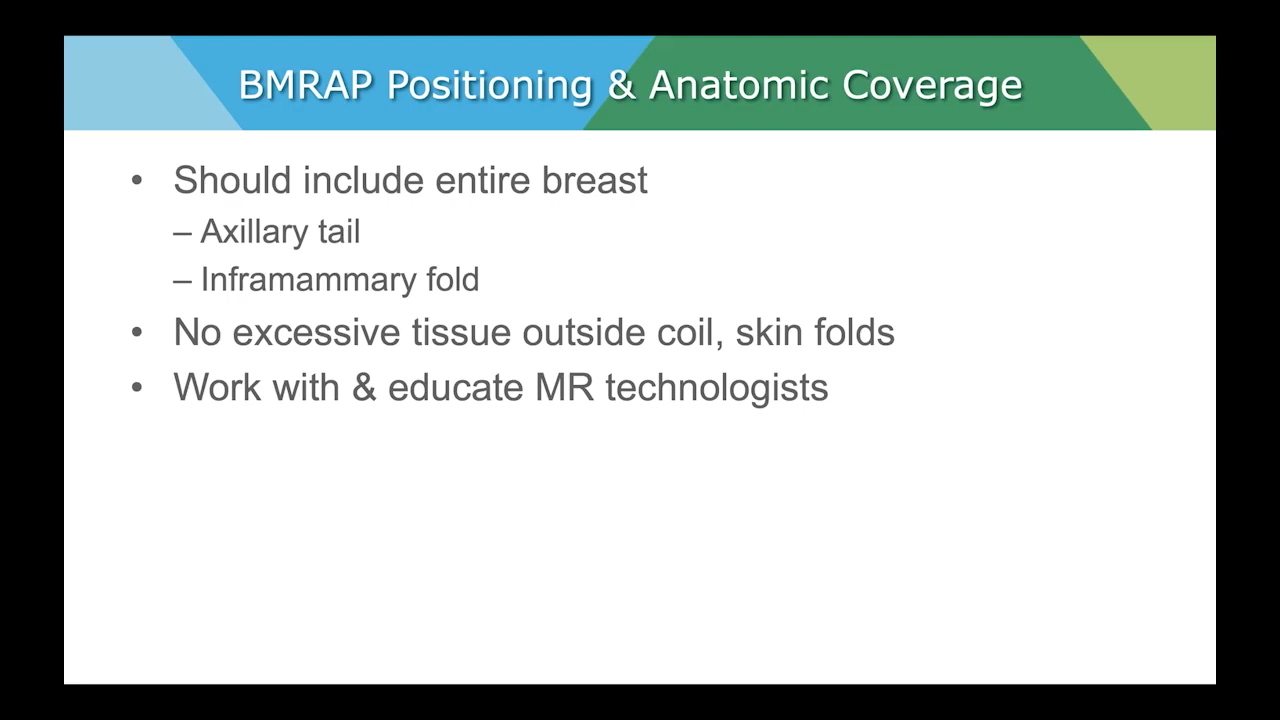 BMRAP Positioning & Anatomic Coverage
• Should include entire breast
– Axillary tail
– Inframammary fold
• No excessive tissue outside coil, skin folds
• Work with & educate MR technologists